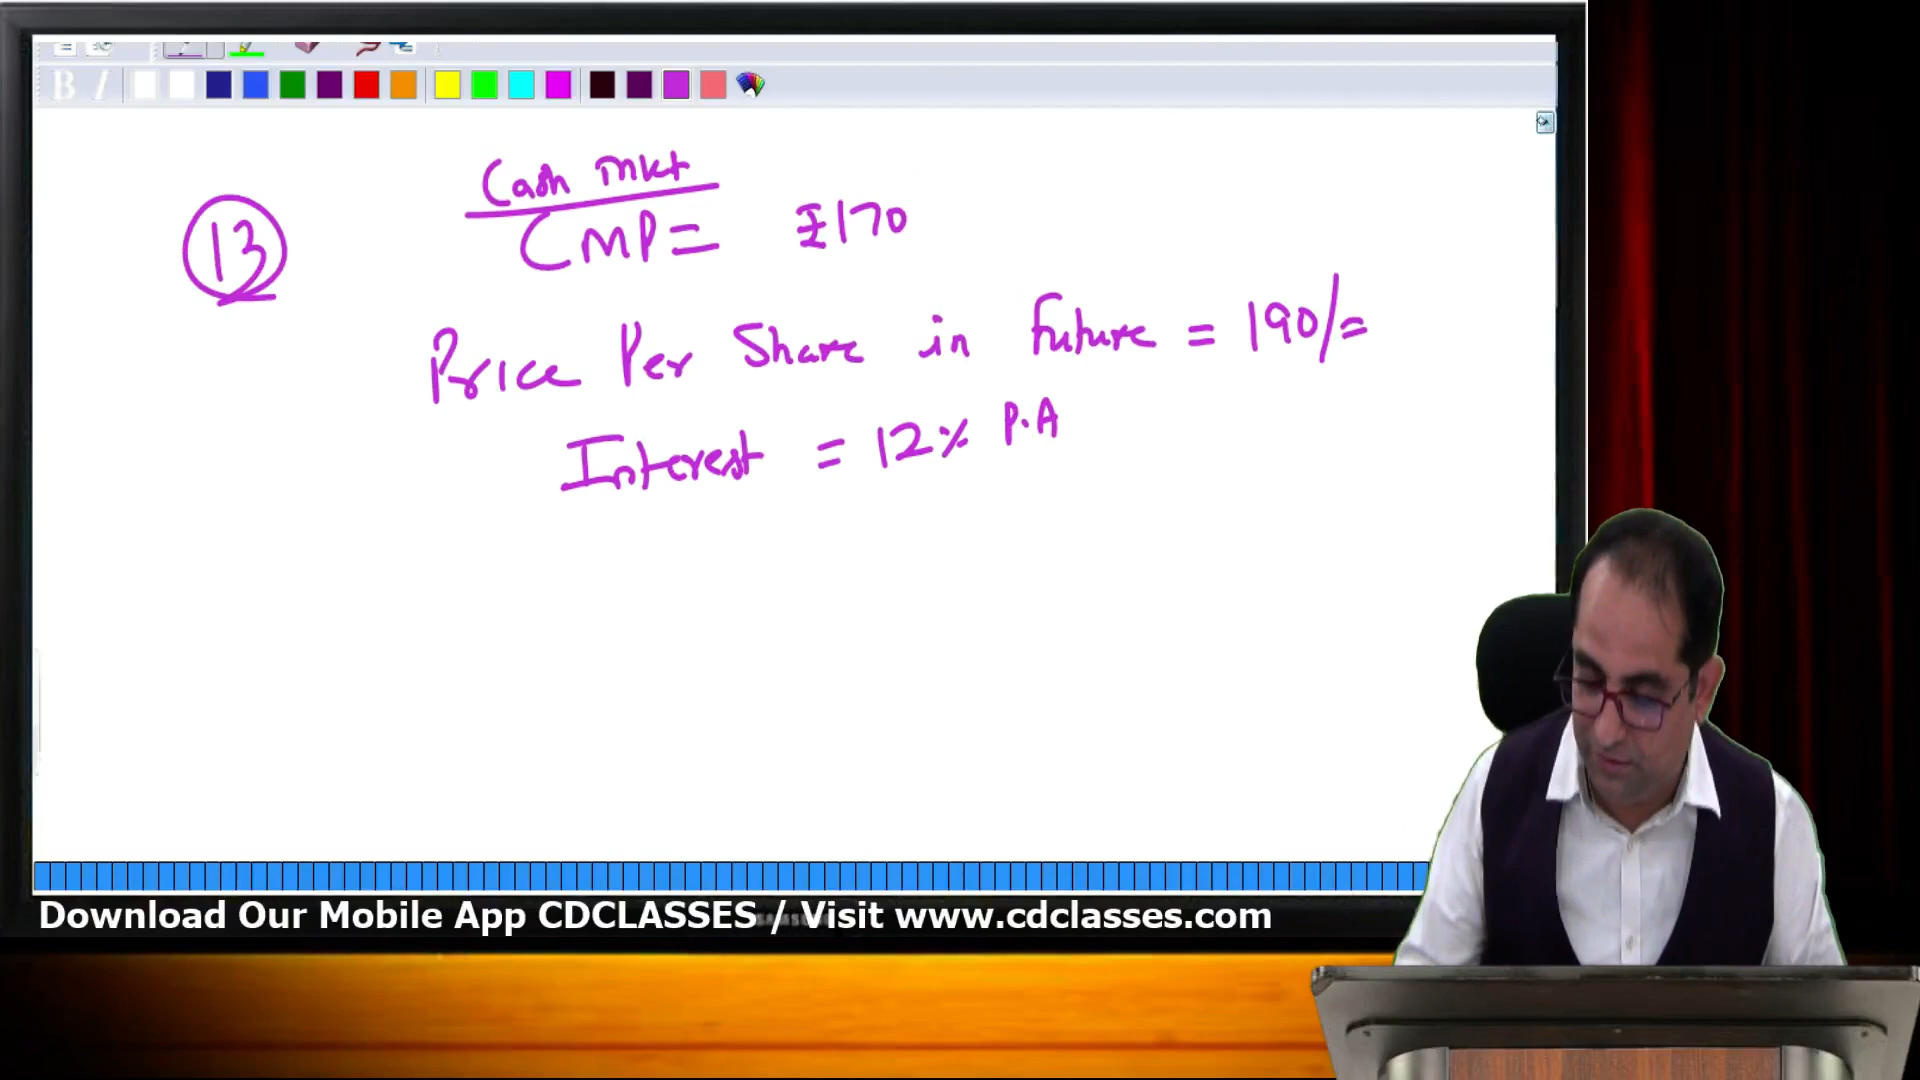 B I
Cash mkt
13 CMP = ₹170
Price Per Share in Future = 190/=
Interest = 12% P.A
Download Our Mobile App CDCLASSES / Visit www.cdclasses.com